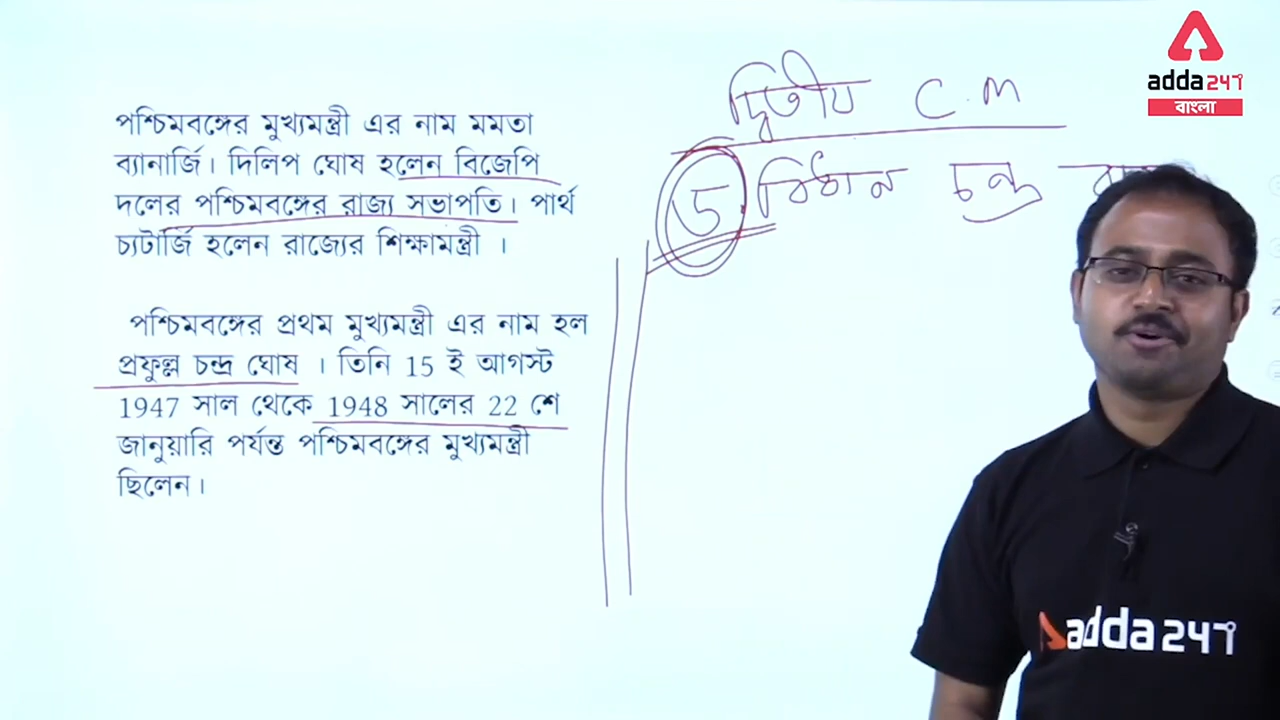 পশ্চিমবঙ্গের মুখ্যমন্ত্রী এর নাম মমতা
ব্যানার্জি। দিলিপ ঘোষ হলেন বিজেপি
দলের পশ্চিমবঙ্গের রাজ্য সভাপতি। পার্থ
চ্যটার্জি হলেন রাজ্যের শিক্ষামন্ত্রী ।
পশ্চিমবঙ্গের প্রথম মুখ্যমন্ত্রী এর নাম হল
প্রফুল্ল চন্দ্র ঘোষ । তিনি 15 ই আগস্ট
1947 সাল থেকে 1948 সালের 22 শে
জানুয়ারি পর্যন্ত পশ্চিমবঙ্গের মুখ্যমন্ত্রী
ছিলেন।
দ্বিতীয় C.M
ড. বিধান চন্দ্র
adda247
বাংলা
adda247